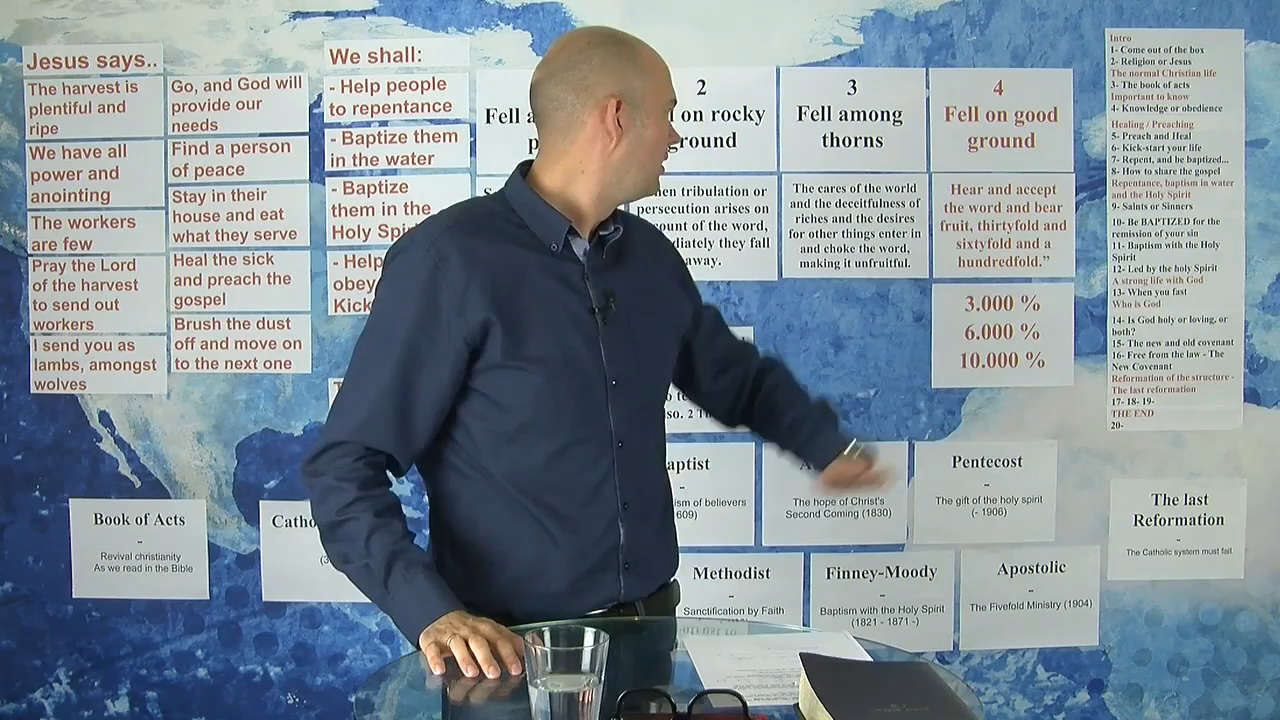 Jesus says..
The harvest is
plentiful and
ripe
We have all
power and
anointing
The workers
are few
Pray the Lord
of the harvest
to send out
workers
I send you as
lambs, amongst
wolves
Go, and God will
provide our
needs
Find a person
of peace
Stay in their
house and eat
what they serve
Heal the sick
and preach the
gospel
Brush the dust
off and move on
to the next one
We shall:
- Help people
to repentance
- Baptize them
in the water
- Baptize
them in the
Holy
- Help
obey
Kick
Fell
2
on rocky
ground
tribulation or
persecution arises on
of the word,
they fall
away.
3
Fell among
thorns
The cares of the world
and the deceitfulness of
riches and the desires
for other things enter in
and choke the word,
making it unfruitful.
4
Fell on good
ground
Hear and accept
the word and bear
fruit, thirtyfold and
sixtyfold and a
hundredfold.”
3.000 %
6.000 %
10.000 %
Intro
1- Come out of the box
2- Religion or Jesus
The normal Christian life
3- The book of acts
Important to know
4- Knowledge or obedience
Healing / Preaching
5- Preach and Heal
6- Kick-start your life
7- Repent, and be baptized...
8- How to share the gospel
Repentance, baptism in water
and the Holy Spirit
9- Saints or Sinners
10- Be BAPTIZED for the
remission of your sin
11- Baptism with the Holy
Spirit
12- Led by the holy Spirit
A strong life with God
13- When you fast
Who is God
14- Is God holy or loving, or
both?
15- The new and old covenant
16- Free from the law - The
New Covenant
Reformation of the structure -
The last reformation
17- 18- 19-
THE END
20-
Book of Acts
-
Revival christianity
As we read in the Bible
Catho
aptist
-
ism of believers
609)
The hope of Christ's
Second Coming (1830)
Pentecost
-
The gift of the holy spirit
(- 1906)
Methodist
-
Sanctification by Faith
Finney-Moody
-
Baptism with the Holy Spirit
(1821 - 1871 -)
Apostolic
-
The Fivefold Ministry (1904)
The last
Reformation
-
The Catholic system must fall.